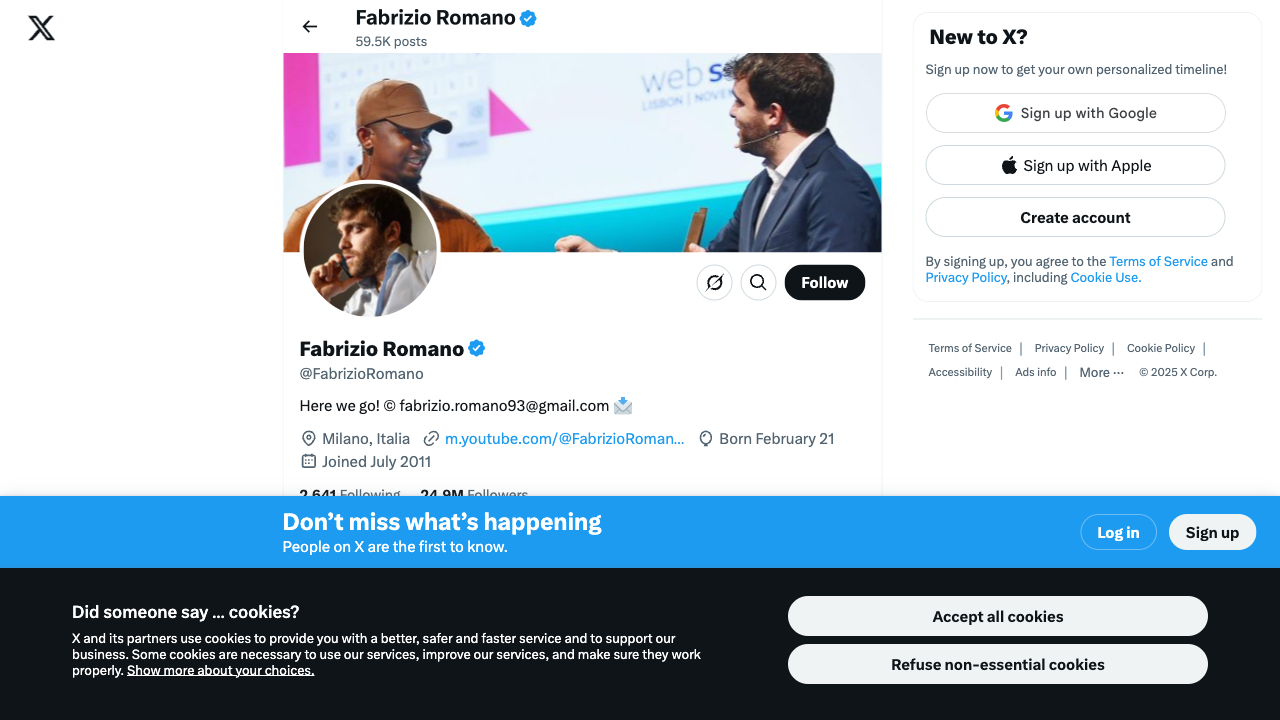 Fabrizio Romano
59.5K posts
web s
LISBON | NOVE
Follow
Fabrizio Romano
@FabrizioRomano
Here we go! © fabrizio.romano93@gmail.com
Milano, Italia m.youtube.com/@FabrizioRoman... Born February 21
Joined July 2011
2,641 Following 24.9M Followers
New to X?
Sign up now to get your own personalized timeline!
Sign up with Google
Sign up with Apple
Create account
By signing up, you agree to the Terms of Service and
Privacy Policy, including Cookie Use.
Terms of Service | Privacy Policy | Cookie Policy |
Accessibility | Ads info | More ··· © 2025 X Corp.
Don't miss what's happening
People on X are the first to know.
Log in
Sign up
Did someone say … cookies?
X and its partners use cookies to provide you with a better, safer and faster service and to support our
business. Some cookies are necessary to use our services, improve our services, and make sure they work
properly. Show more about your choices.
Accept all cookies
Refuse non-essential cookies